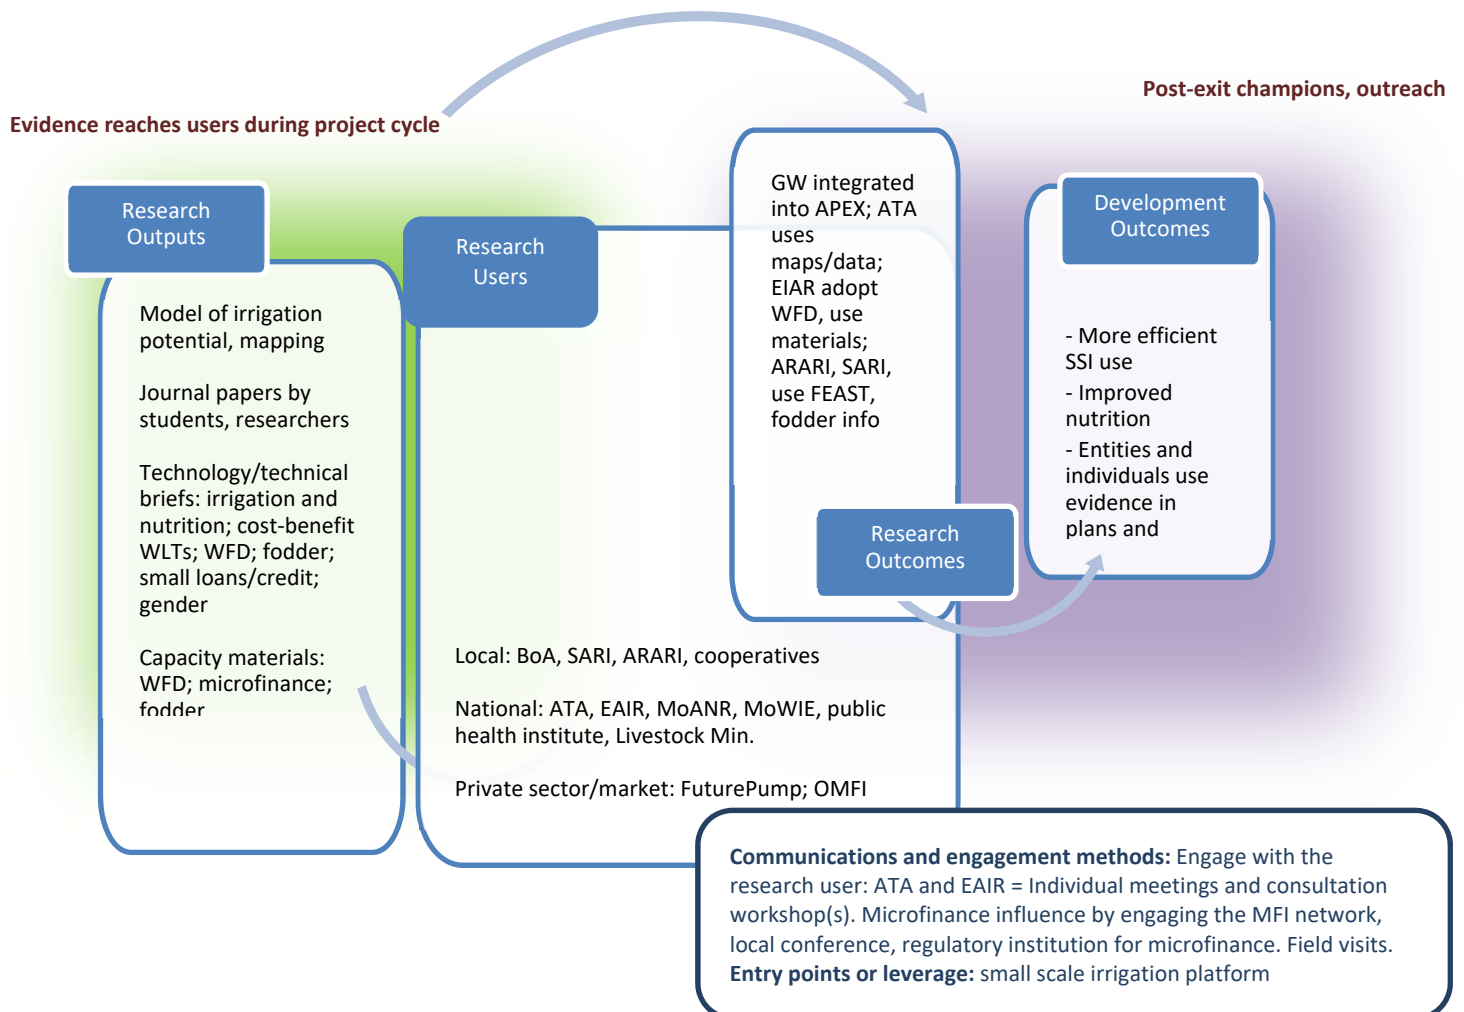 Post-exit champions, outreach
Evidence reaches users during project cycle
Research
Outputs
Model of irrigation
potential, mapping
Journal papers by
students, researchers
Technology/technical
briefs: irrigation and
nutrition; cost-benefit
WLTs; WFD; fodder;
small loans/credit;
gender
Capacity materials:
WFD; microfinance;
fodder
Research
Users
Local: BoA, SARI, ARARI, cooperatives
National: ATA, EAIR, MoANR, MoWIE, public
health institute, Livestock Min.
Private sector/market: FuturePump; OMFI
GW integrated
into APEX; ATA
uses
maps/data;
EIAR adopt
WFD, use
materials;
ARARI, SARI,
use FEAST,
fodder info
Research
Outcomes
Development
Outcomes
- More efficient
SSI use
- Improved
nutrition
- Entities and
individuals use
evidence in
plans and
Communications and engagement methods: Engage with the
research user: ATA and EAIR = Individual meetings and consultation
workshop(s). Microfinance influence by engaging the MFI network,
local conference, regulatory institution for microfinance. Field visits.
Entry points or leverage: small scale irrigation platform